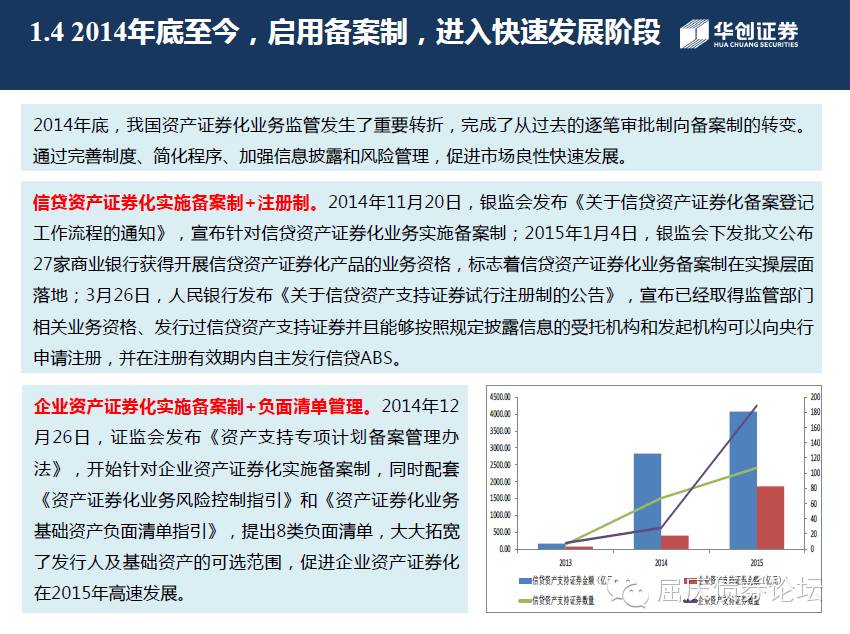 1.4 2014年底至今，启用备案制，进入快速发展阶段
华创证券
HUA CHUANG SECURITIES
2014年底，我国资产证券化业务监管发生了重要转折，完成了从过去的逐笔审批制向备案制的转变。
通过完善制度、简化程序、加强信息披露和风险管理，促进市场良性快速发展。
信贷资产证券化实施备案制+注册制。2014年11月20日，银监会发布《关于信贷资产证券化备案登记
工作流程的通知》，宣布针对信贷资产证券化业务实施备案制；2015年1月4日，银监会下发批文公布
27家商业银行获得开展信贷资产证券化产品的业务资格，标志着信贷资产证券化业务备案制在实操层面
落地；3月26日，人民银行发布《关于信贷资产支持证券试行注册制的公告》，宣布已经取得监管部门
相关业务资格、发行过信贷资产支持证券并且能够按照规定披露信息的受托机构和发起机构可以向央行
申请注册，并在注册有效期内自主发行信贷ABS。
企业资产证券化实施备案制+负面清单管理。2014年12
月26日，证监会发布《资产支持专项计划备案管理办
法》，开始针对企业资产证券化实施备案制，同时配套
《资产证券化业务风险控制指引》和《资产证券化业务
基础资产负面清单指引》，提出8类负面清单，大大拓宽
了发行人及基础资产的可选范围，促进企业资产证券化
在2015年高速发展。
4500.00
4000.00
3500.00
3000.00
2500.00
2000.00
1500.00
1000.00
500.00
0.00
200
180
160
140
120
100
80
60
40
20
0
2013
2014
2015
信贷资产支持证券金额（亿元）
企业资产支持证券金额（亿元）
信贷资产支持证券数量
企业资产支持证券数量
屈庆债券论坛